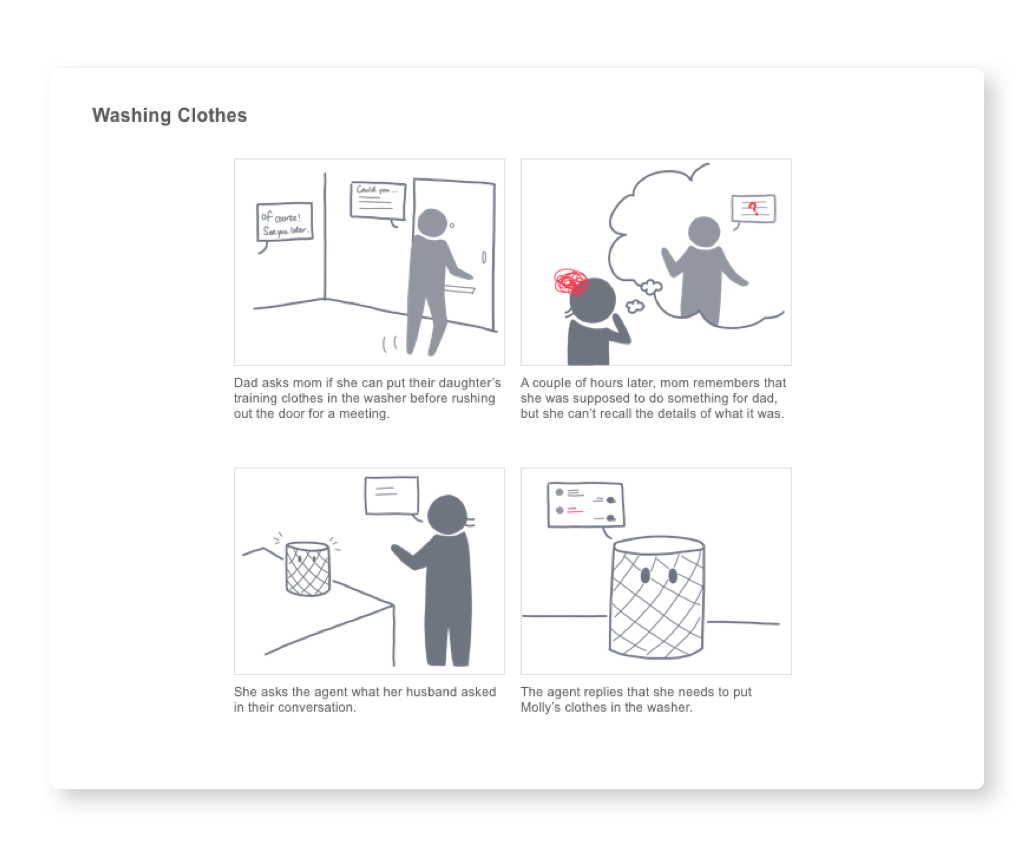 Washing Clothes
Could you ...
of course!
See you later.
?
Dad asks mom if she can put their daughter’s
training clothes in the washer before rushing
out the door for a meeting.
A couple of hours later, mom remembers that
she was supposed to do something for dad,
but she can’t recall the details of what it was.
She asks the agent what her husband asked
in their conversation.
The agent replies that she needs to put
Molly’s clothes in the washer.